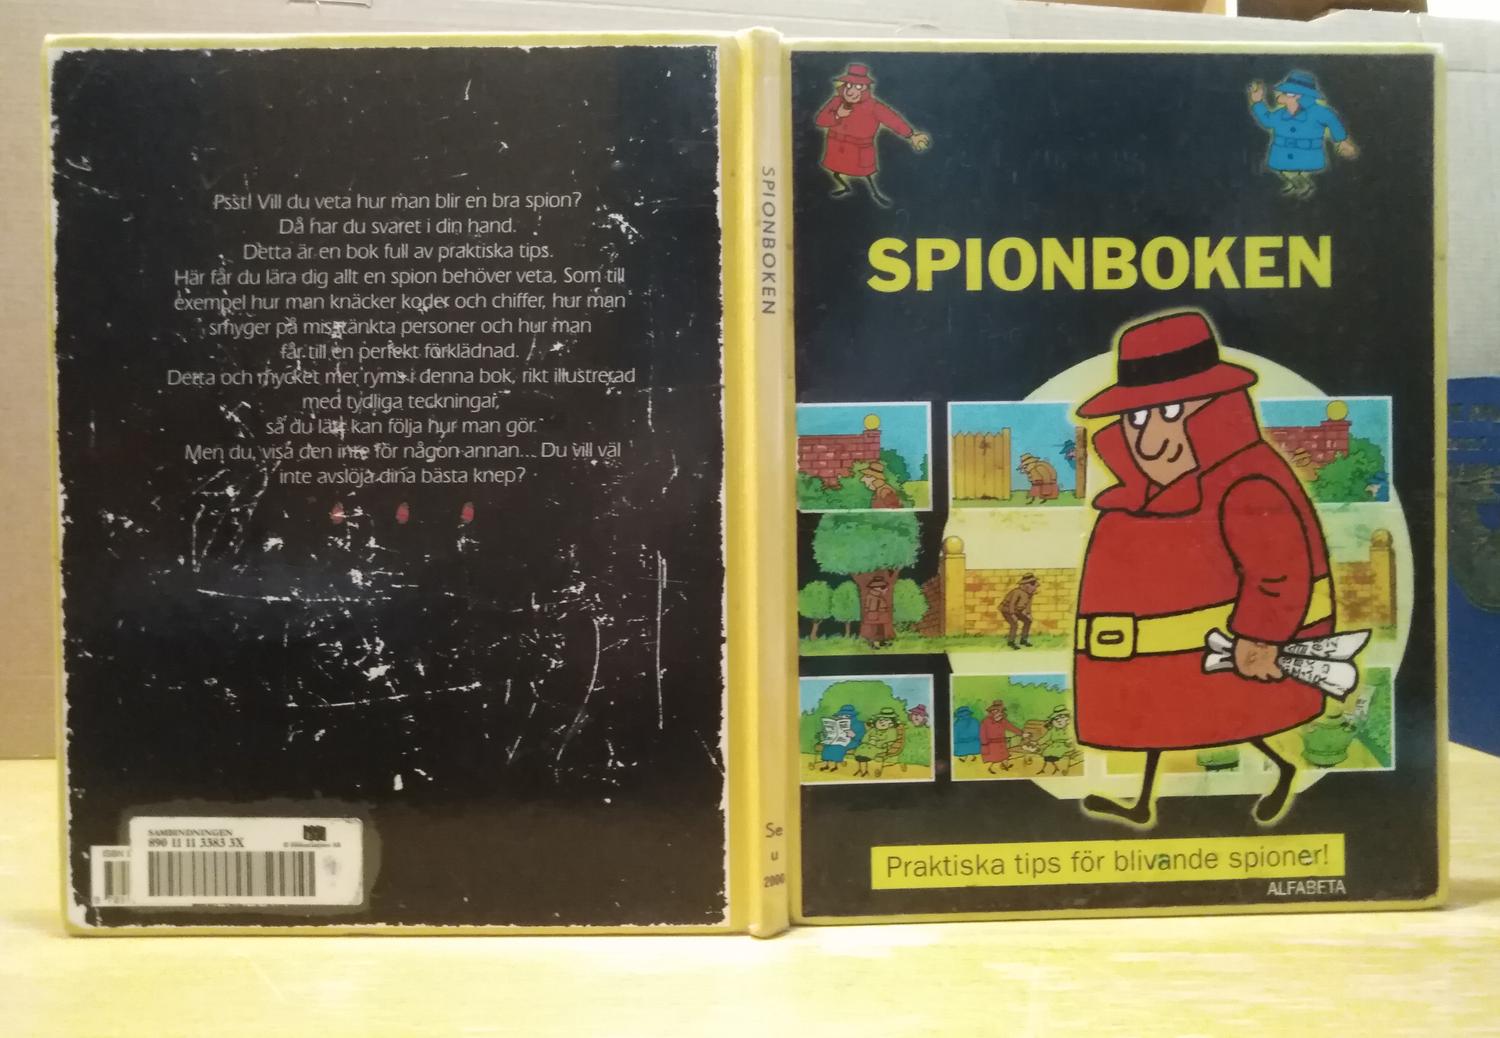 Psst! Vill du veta hur man blir en bra spion?
Då har du svaret i din hand.
Detta är en bok full av praktiska tips.
Här får du lära dig allt en spion behöver veta. Som till
exempel hur man knäcker koder och chiffer, hur man
smyger på misstänkta personer och hur man
får till en perfekt förklädnad.
Detta och mycket mer ryms i denna bok, rikt illustrerad
med tydliga teckningar,
så du lätt kan följa hur man gör.
Men du, visa den inte för någon annan... Du vill väl
inte avslöja dina bästa knep?
SAMBINDNINGEN
890 11 11 3383 3X
ISBN
SPIONBOKEN
Se
u
2000
SPIONBOKEN
Praktiska tips för blivande spioner!
ALFABETA